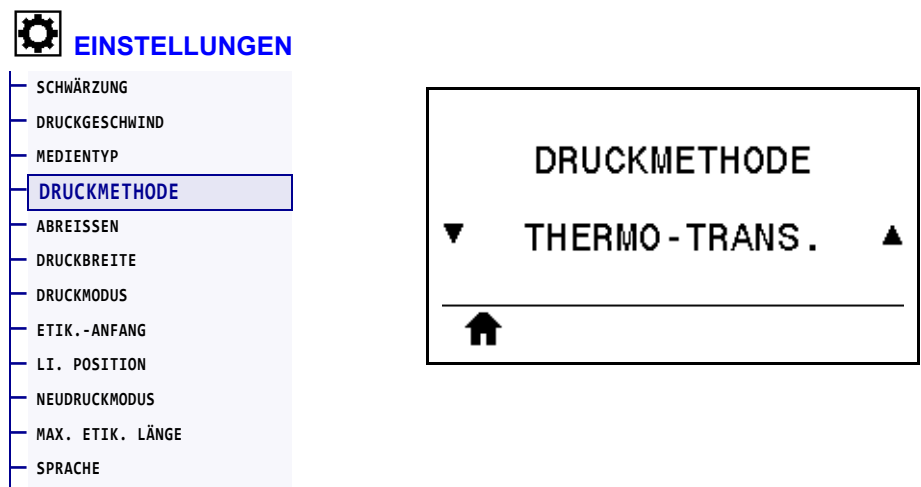 EINSTELLUNGEN
SCHWÄRZUNG
DRUCKGESCHWIND
MEDIENTYP
DRUCKMETHODE
ABREISSEN
DRUCKBREITE
DRUCKMODUS
ETIK.-ANFANG
LI. POSITION
NEUDRUCKMODUS
MAX. ETIK. LÄNGE
SPRACHE
DRUCKMETHODE
THERMO-TRANS.